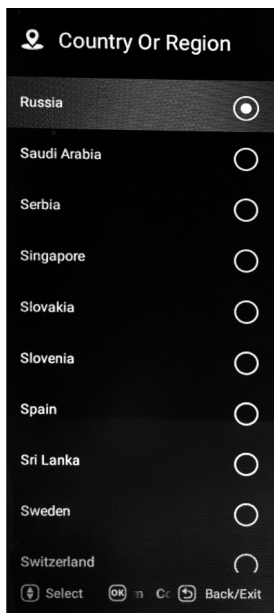 Country Or Region
Russia
Saudi Arabia
Serbia
Singapore
Slovakia
Slovenia
Spain
Sri Lanka
Sweden
Switzerland
Select OK m Co Back/Exit